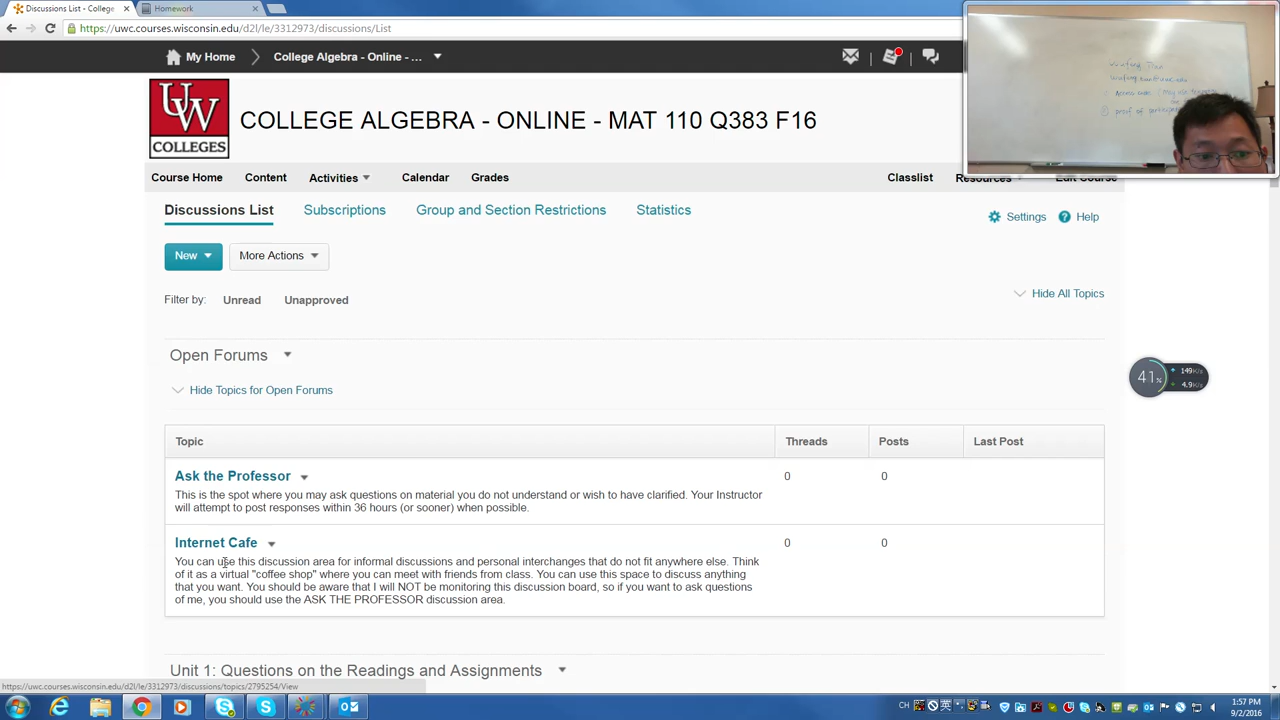 Discussions List - College
Homework
https://uwc.courses.wisconsin.edu/d2l/le/3312973/discussions/List
My Home
College Algebra - Online - ...
UW
COLLEGES
COLLEGE ALGEBRA - ONLINE - MAT 110 Q383 F16
Course Home Content Activities Calendar Grades Classlist Resources Edit Course
Discussions List Subscriptions Group and Section Restrictions Statistics
Settings Help
New More Actions
Filter by: Unread Unapproved
Hide All Topics
Open Forums
Hide Topics for Open Forums
Topic Threads Posts Last Post
Ask the Professor 0 0
This is the spot where you may ask questions on material you do not understand or wish to have clarified. Your Instructor
will attempt to post responses within 36 hours (or sooner) when possible.
Internet Cafe 0 0
You can use this discussion area for informal discussions and personal interchanges that do not fit anywhere else. Think
of it as a virtual "coffee shop" where you can meet with friends from class. You can use this space to discuss anything
that you want. You should be aware that I will NOT be monitoring this discussion board, so if you want to ask questions
of me, you should use the ASK THE PROFESSOR discussion area.
Unit 1: Questions on the Readings and Assignments
41%
149K/s
4.9K/s
https://uwc.courses.wisconsin.edu/d2l/le/3312973/discussions/topics/2795254/View
CH
英
1:57 PM
9/2/2016